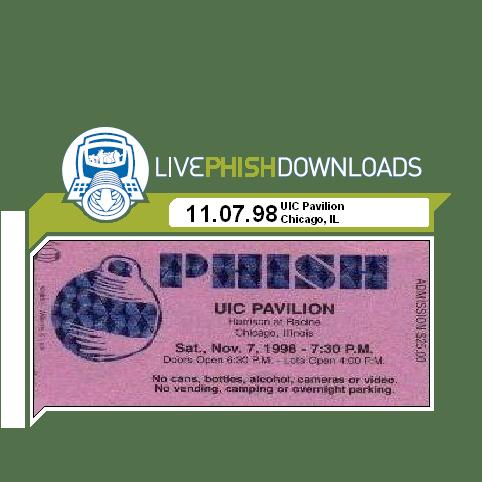 LIVEPHISHDOWNLOADS
11.07.98
UIC Pavilion
Chicago, IL
PHISH
UIC PAVILION
Harrison at Racine
Chicago, Illinois
Sat., Nov. 7, 1998 - 7:30 P.M.
Doors Open 6:30 P.M. - Lots Open 4:00 P.M.
No cans, bottles, alcohol, cameras or video.
No vending, camping or overnight parking.
ADMISSION $25.00